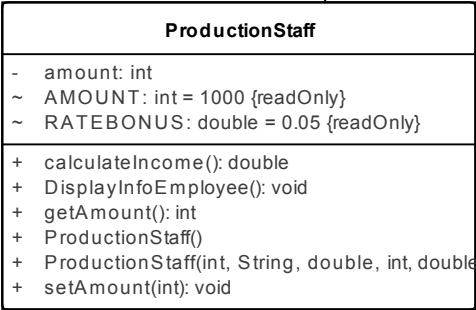 ProductionStaff
- amount: int
~ AMOUNT: int = 1000 {readOnly}
~ RATEBONUS: double = 0.05 {readOnly}
+ calculateIncome(): double
+ DisplayInfoEmployee(): void
+ getAmount(): int
+ ProductionStaff()
+ ProductionStaff(int, String, double, int, double
+ setAmount(int): void